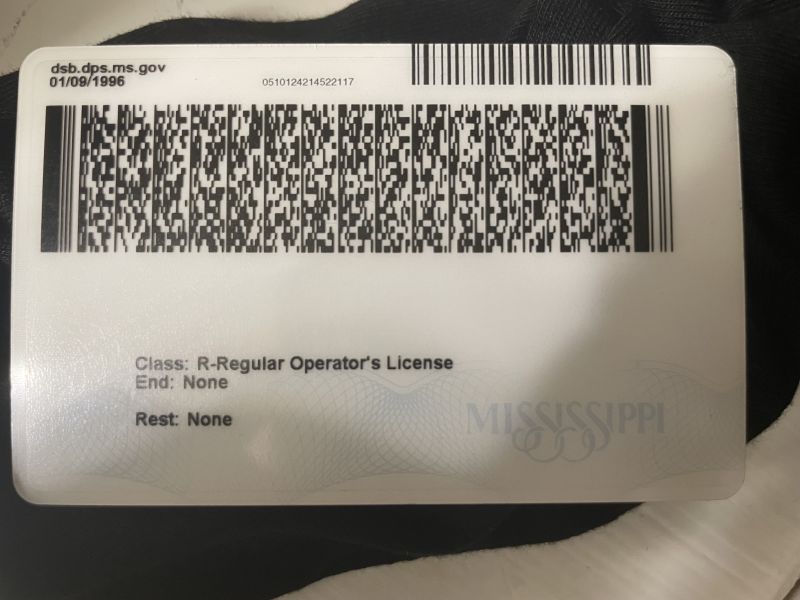 dsb.dps.ms.gov
01/09/1996
0510124214522117
Class: R-Regular Operator's License
End: None
Rest: None
MISSISSIPPI